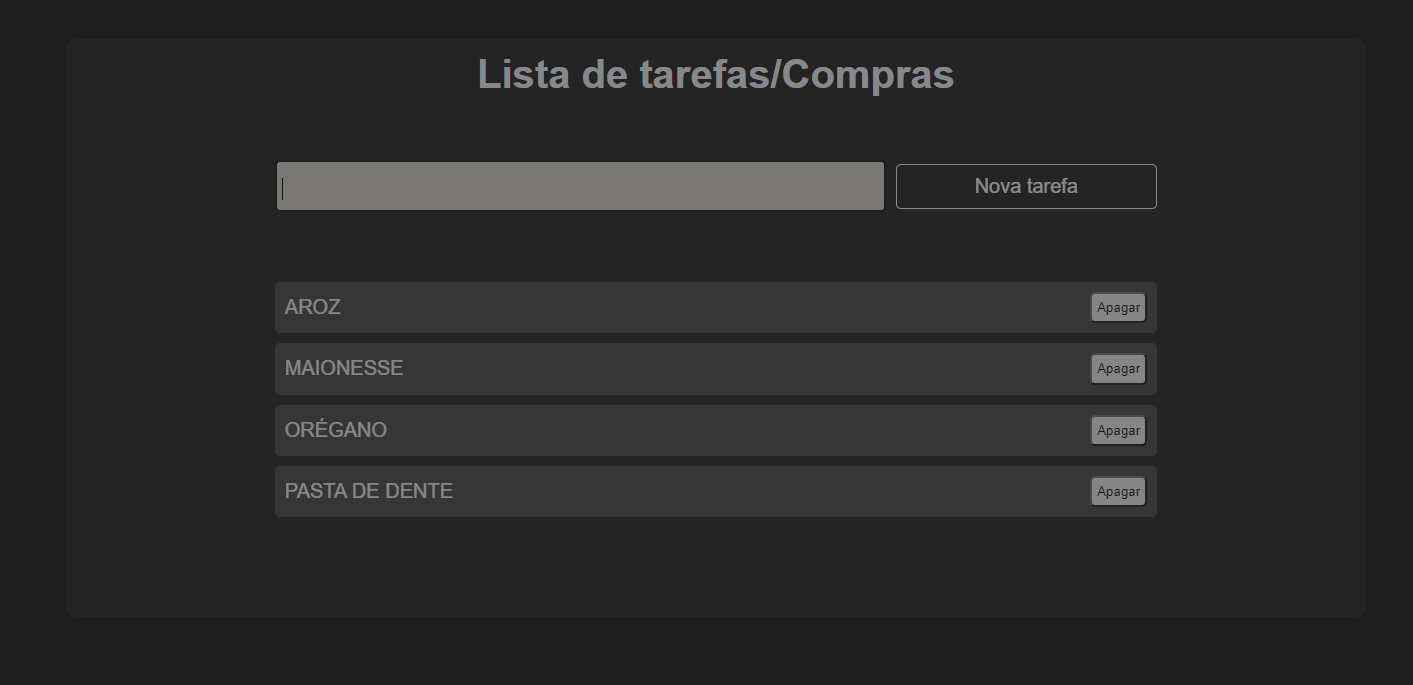 Lista de tarefas/Compras
Nova tarefa
AROZ
Apagar
MAIONESSE
Apagar
ORÉGANO
Apagar
PASTA DE DENTE
Apagar